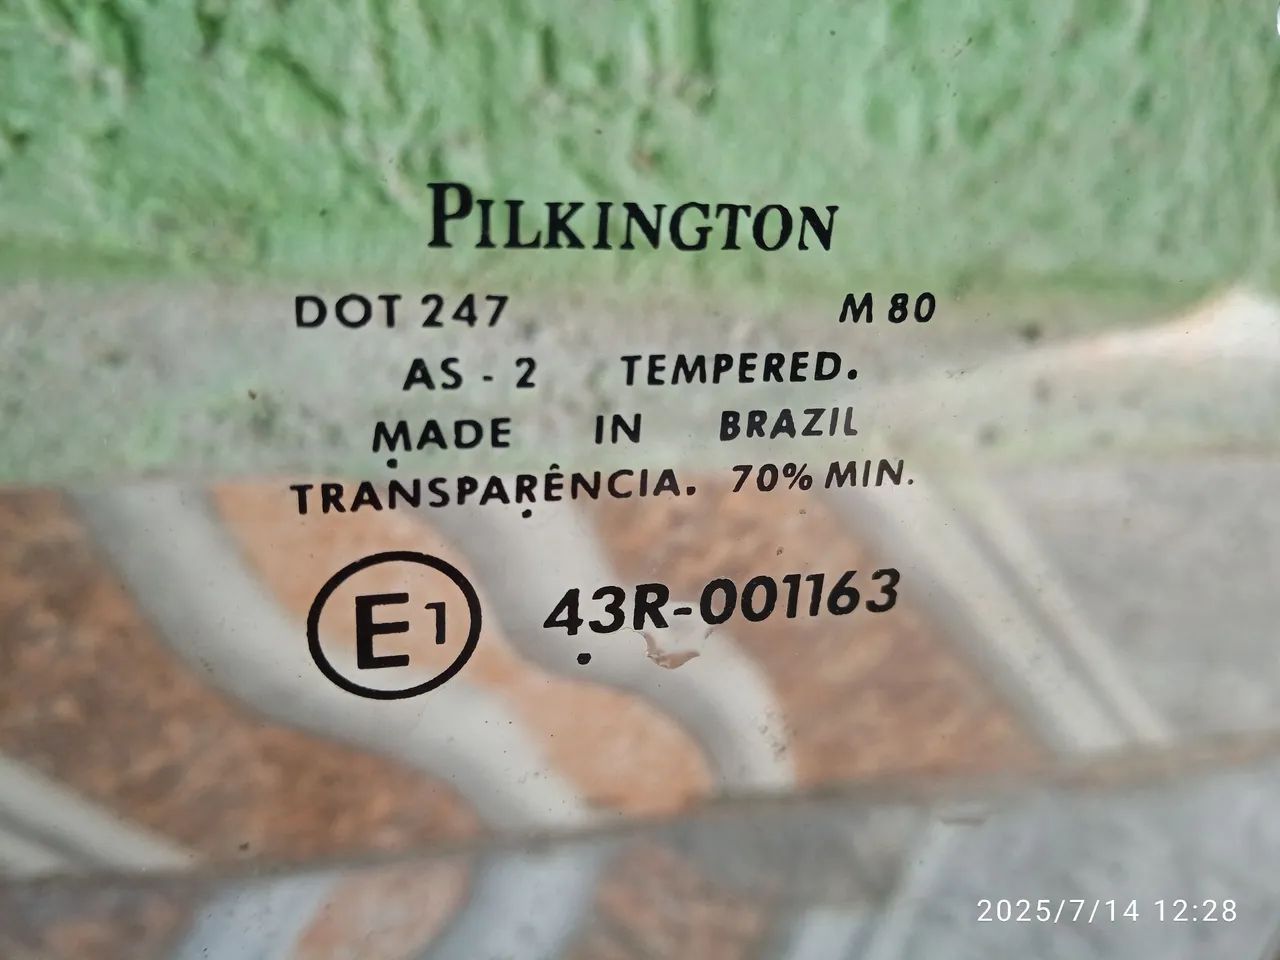 PILKINGTON
DOT 247 M 80
AS - 2 TEMPERED.
MADE IN BRAZIL
TRANSPARÊNCIA. 70% MIN.
E1 43R-001163
2025/7/14 12:28